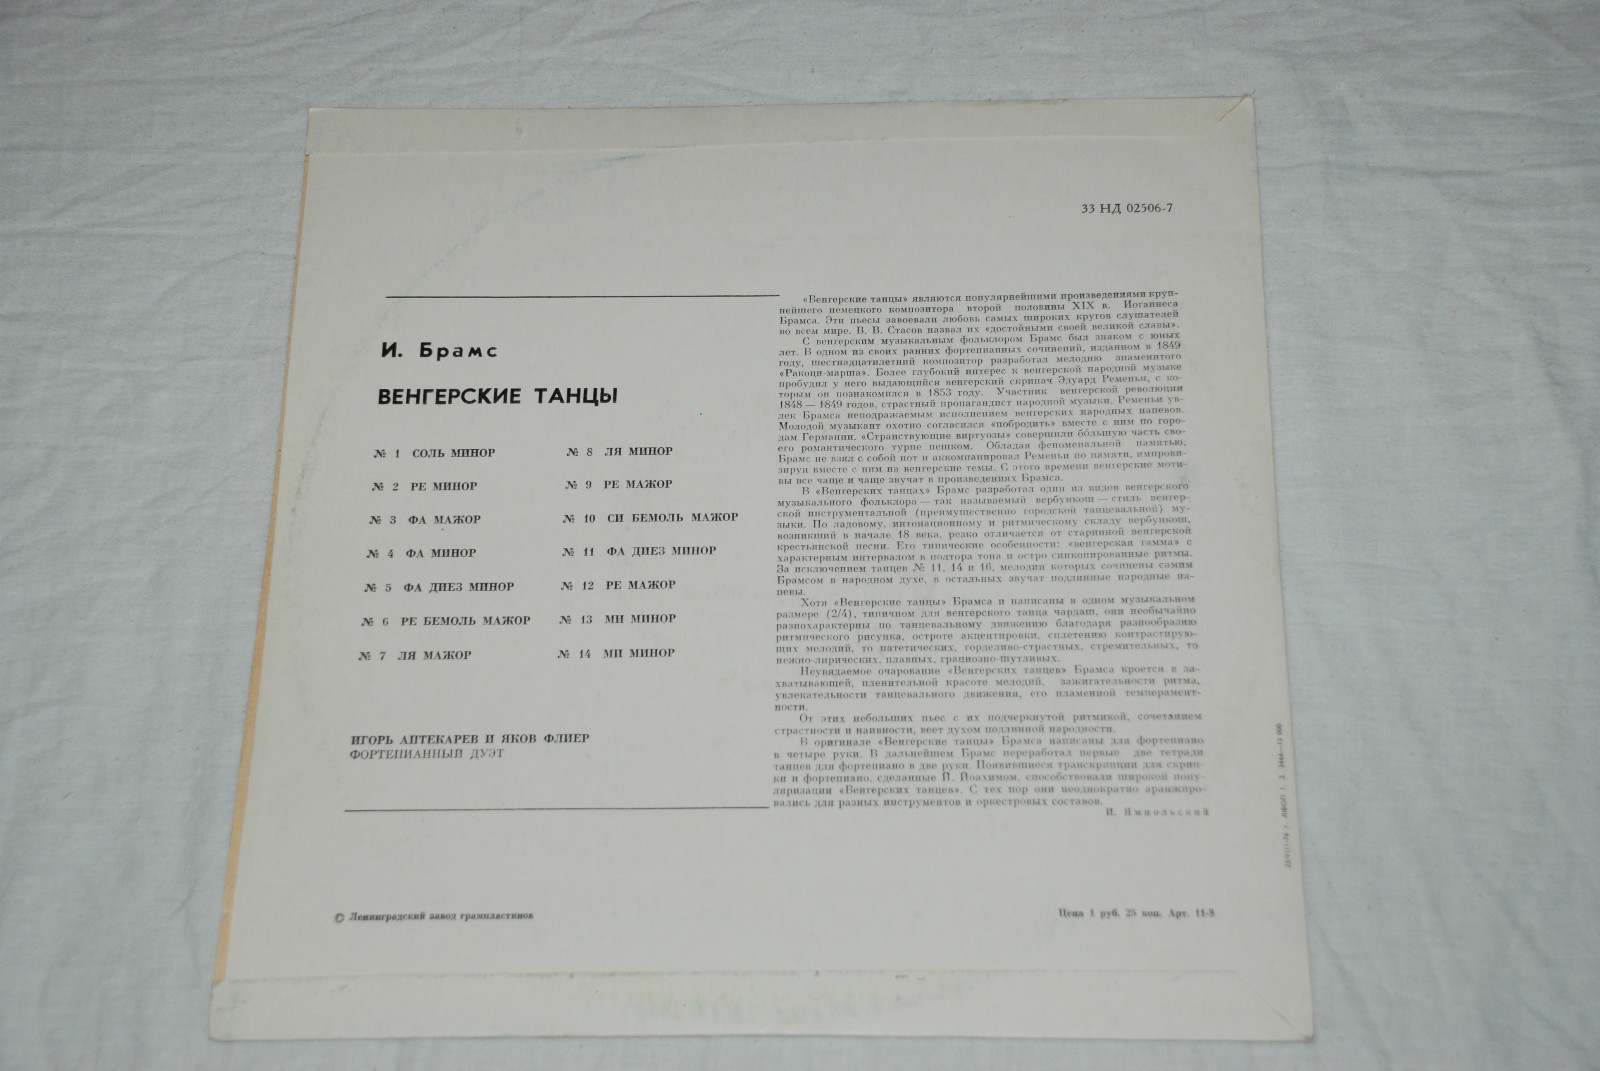 33 НД 02506-7
И. Брамс
ВЕНГЕРСКИЕ ТАНЦЫ
№ 1 СОЛЬ МИНОР
№ 2 РЕ МИНОР
№ 3 ФА МАЖОР
№ 4 ФА МИНОР
№ 5 ФА ДИЕЗ МИНОР
№ 6 РЕ БЕМОЛЬ МАЖОР
№ 7 ЛЯ МАЖОР
№ 8 ЛЯ МИНОР
№ 9 РЕ МАЖОР
№ 10 СИ БЕМОЛЬ МАЖОР
№ 11 ФА ДИЕЗ МИНОР
№ 12 РЕ МАЖОР
№ 13 МИ МИНОР
№ 14 МИ МИНОР
ИГОРЬ АПТЕКАРЕВ И ЯКОВ ФЛИЕР
ФОРТЕПИАННЫЙ ДУЭТ
«Венгерские танцы» являются популярнейшими произведениями круп-
нейшего немецкого композитора второй половины XIX в. Иоганнеса
Брамса. Эти пьесы завоевали любовь самых широких кругов слушателей
во всем мире. В. В. Стасов назвал их «достойными своей великой славы».
С венгерским музыкальным фольклором Брамс был знаком с юных
лет. В одном из своих ранних фортепианных сочинений, изданном в 1849
году, шестнадцатилетний композитор разработал мелодию знаменитого
«Ракоци-марша». Более глубокий интерес к венгерской народной музыке
пробудил у него выдающийся венгерский скрипач Эдуард Ременьи, с ко-
торым он познакомился в 1853 году. Участник венгерской революции
1848 — 1849 годов, страстный пропагандист народной музыки, Ременьи ув-
лек Брамса неподражаемым исполнением венгерских народных напевов.
Молодой музыкант охотно согласился «побродить» вместе с ним по горо-
дам Германии. «Странствующие виртуозы» совершили бо́льшую часть сво-
его романтического турне пешком. Обладая феноменальной памятью,
Брамс не взял с собой нот и аккомпанировал Ременьи по памяти, импрови-
зируя вместе с ним на венгерские темы. С этого времени венгерские моти-
вы все чаще и чаще звучат в произведениях Брамса.
В «Венгерских танцах» Брамс разработал один из видов венгерского
музыкального фольклора — так называемый вербункош — стиль венгер-
ской инструментальной (преимущественно городской танцевальной) му-
зыки. По ладовому, интонационному и ритмическому складу вербункош,
возникший в начале 18 века, резко отличается от старинной венгерской
крестьянской песни. Его типические особенности: «венгерская гамма» с
характерным интервалом в полтора тона и остро синкопированные ритмы.
За исключением танцев № 11, 14 и 16, мелодии которых сочинены самим
Брамсом в народном духе, в остальных звучат подлинные народные на-
певы.
Хотя «Венгерские танцы» Брамса и написаны в одном музыкальном
размере (2/4), типичном для венгерского танца чардаш, они необычайно
разнохарактерны по танцевальному движению благодаря разнообразию
ритмического рисунка, остроте акцентировки, сплетению контрастирую-
щих мелодий, то патетических, горделиво-страстных, стремительных, то
нежно-лирических, плавных, грациозно-шутливых.
Неувядаемое очарование «Венгерских танцев» Брамса кроется в за-
хватывающей, пленительной красоте мелодий, зажигательности ритма,
увлекательности танцевального движения, его пламенной темперамент-
ности.
От этих небольших пьес с их подчеркнутой ритмикой, сочетанием
страстности и наивности, веет духом подлинной народности.
В оригинале «Венгерские танцы» Брамса написаны для фортепиано
в четыре руки. В дальнейшем Брамс переработал первые две тетради
танцев для фортепиано в две руки. Появившиеся транскрипции для скрип-
ки и фортепиано, сделанные Й. Йоахимом, способствовали широкой попу-
ляризации «Венгерских танцев». С тех пор они неоднократно аранжиро-
вались для разных инструментов и оркестровых составов.
И. Ямпольский
© Ленинградский завод грампластинок
Цена 1 руб. 25 коп. Арт. 11-8